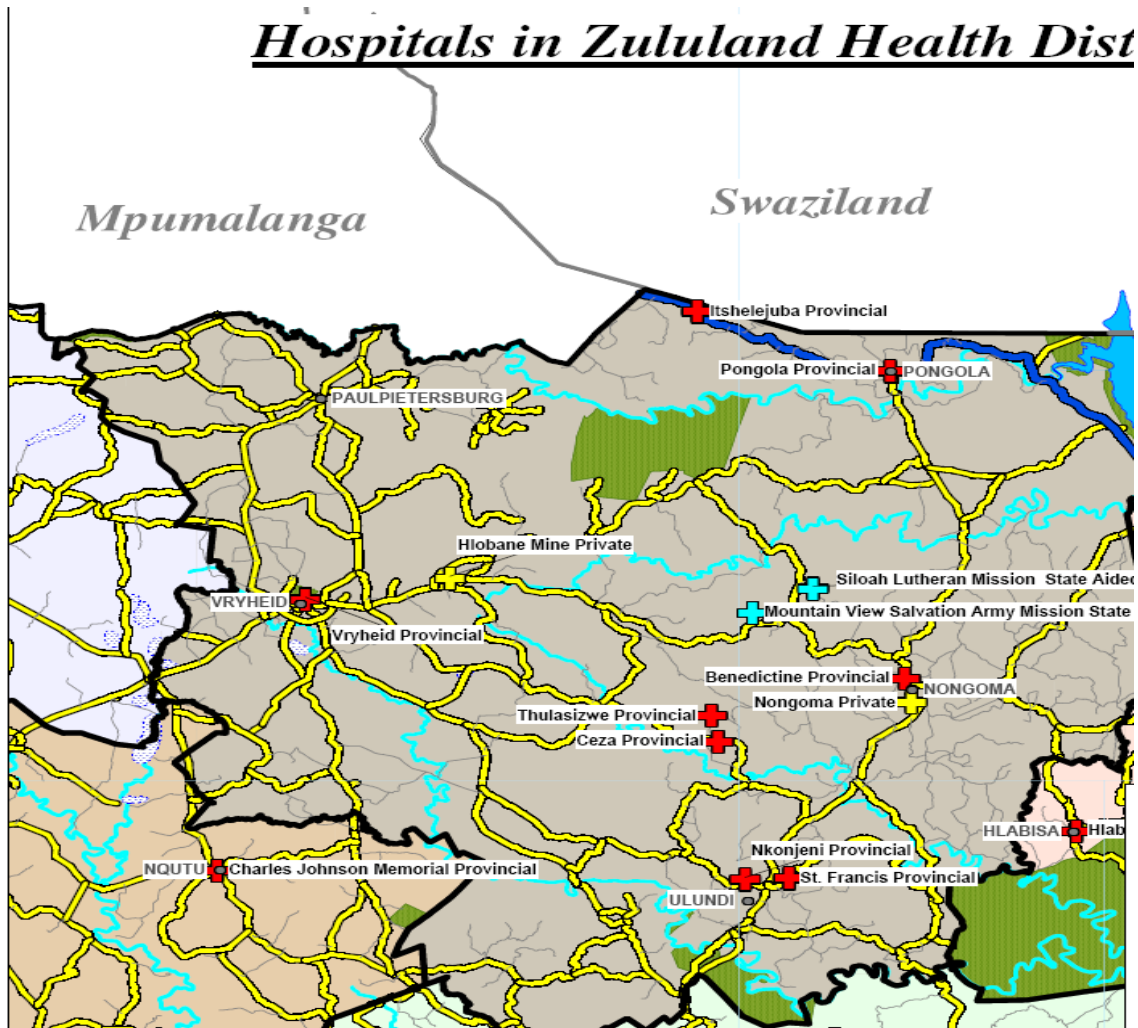 Hospitals in Zululand Health Dist
Mpumalanga
Swaziland
Itshelejuba Provincial
Pongola Provincial
PONGOLA
PAULPIETERSBURG
Hlobane Mine Private
Siloah Lutheran Mission State Aided
VRYHEID
Mountain View Salvation Army Mission State
Vryheid Provincial
Benedictine Provincial
NONGOMA
Nongoma Private
Thulasizwe Provincial
Ceza Provincial
HLABISA
Hlab
Nkonjeni Provincial
NQUTU
Charles Johnson Memorial Provincial
St. Francis Provincial
ULUNDI